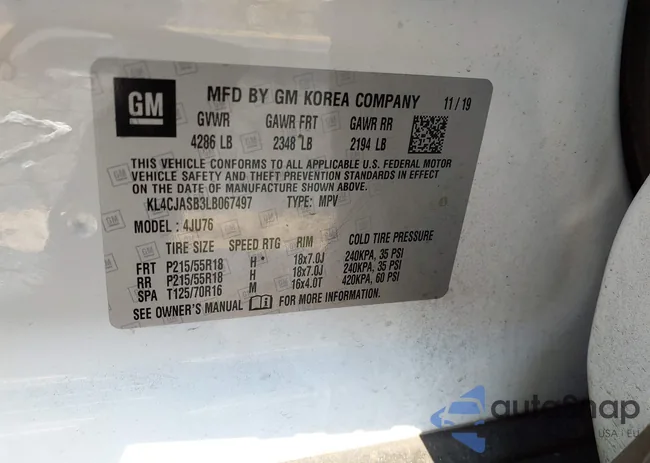 GM MFD BY GM KOREA COMPANY 11/19
GVWR GAWR FRT GAWR RR
4286 LB 2348 LB 2194 LB
THIS VEHICLE CONFORMS TO ALL APPLICABLE U.S. FEDERAL MOTOR
VEHICLE SAFETY AND THEFT PREVENTION STANDARDS IN EFFECT
ON THE DATE OF MANUFACTURE SHOWN ABOVE.
KL4CJASB3LB067497 TYPE: MPV
MODEL: 4JU76
TIRE SIZE SPEED RTG RIM COLD TIRE PRESSURE
FRT P215/55R18 H 18x7.0J 240KPA, 35 PSI
RR P215/55R18 H 18x7.0J 240KPA, 35 PSI
SPA T125/70R16 M 16x4.0T 420KPA, 60 PSI
SEE OWNER'S MANUAL FOR MORE INFORMATION.
autosnap
USA | EU